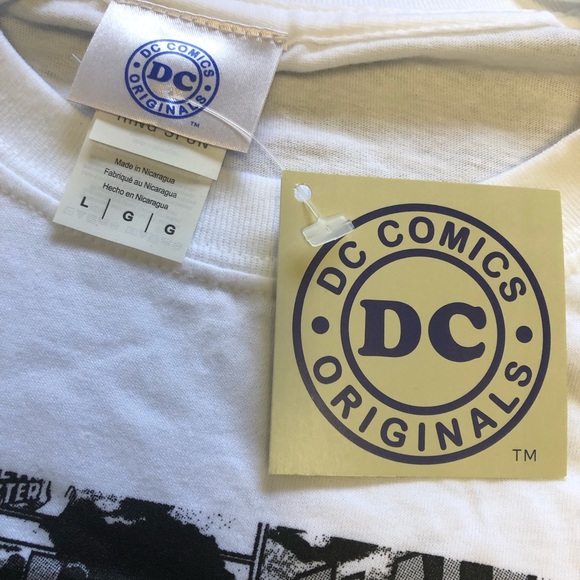 DC COMICS
DC
ORIGINALS
TM
RING SPUN
Made in Nicaragua
Fabriqué au Nicaragua
Hecho en Nicaragua
L | G | G
DC COMICS
DC
ORIGINALS
TM